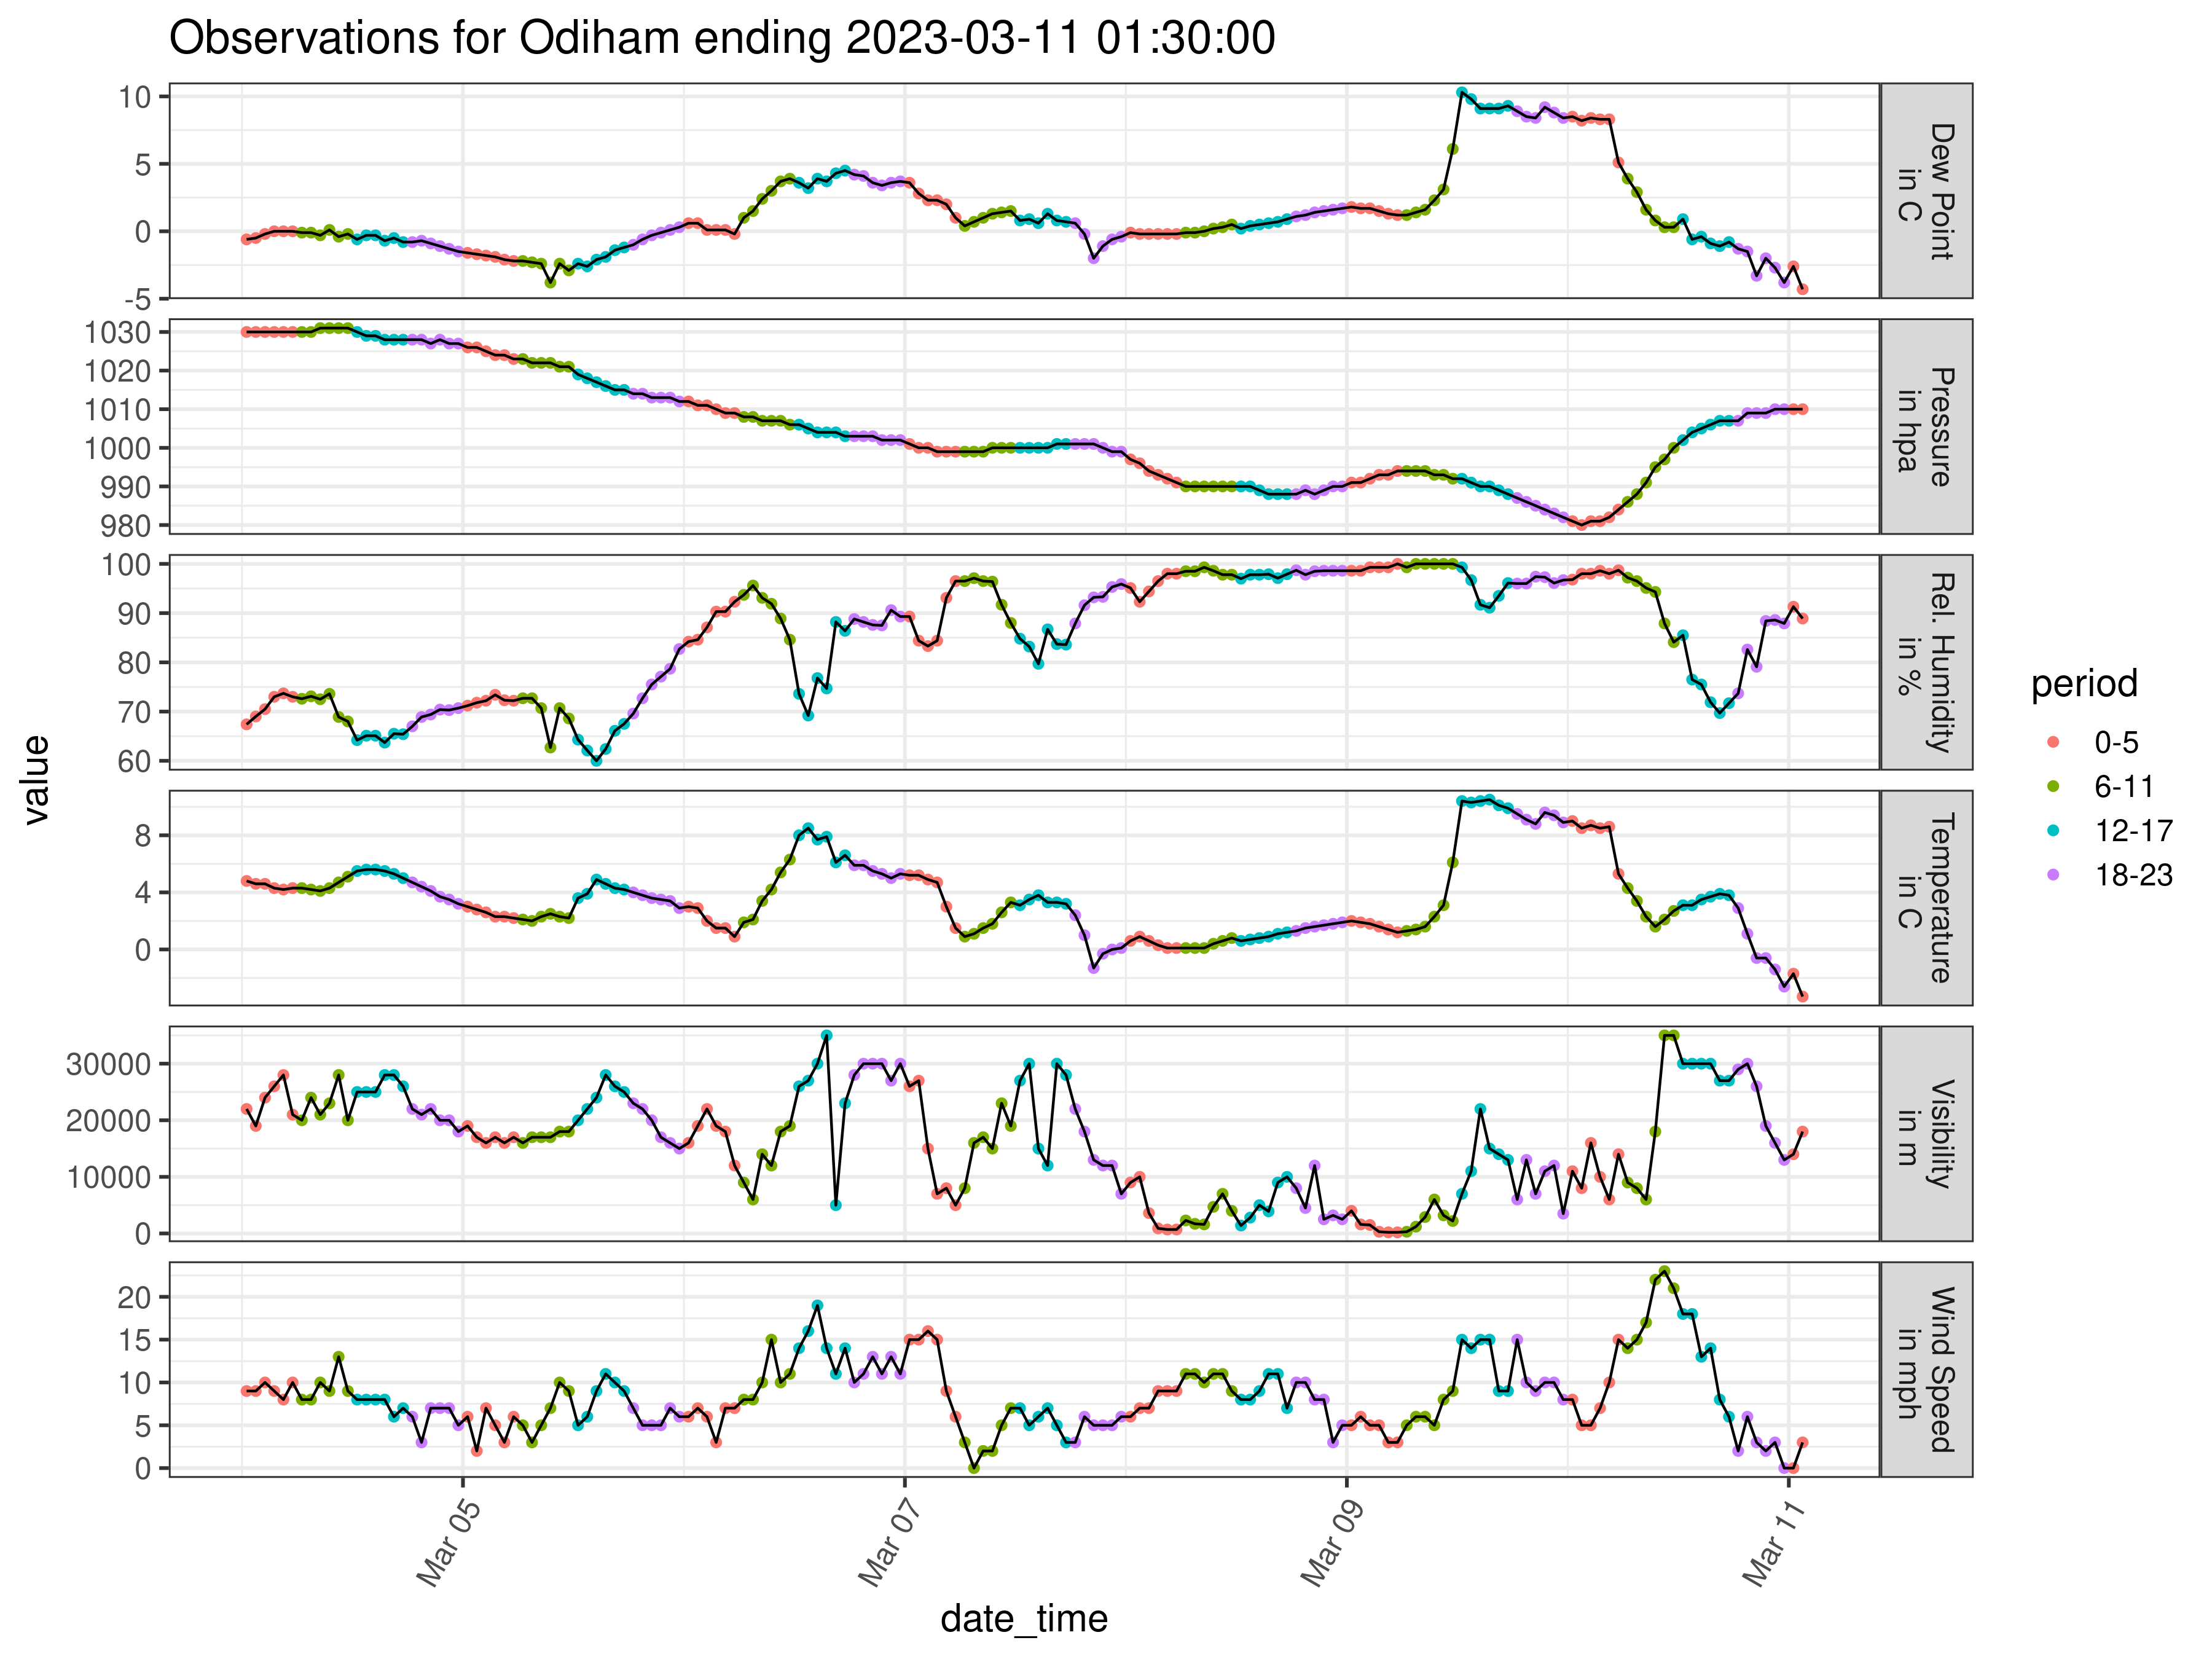 Observations for Odiham ending 2023-03-11 01:30:00
10
5
0
-5
Dew Point
in C
1030
1020
1010
1000
990
980
Pressure
in hpa
100
90
80
70
60
Rel. Humidity
in %
8
4
0
Temperature
in C
30000
20000
10000
0
Visibility
in m
20
15
10
5
0
Wind Speed
in mph
value
Mar 05
Mar 07
Mar 09
Mar 11
date_time
period
0-5
6-11
12-17
18-23